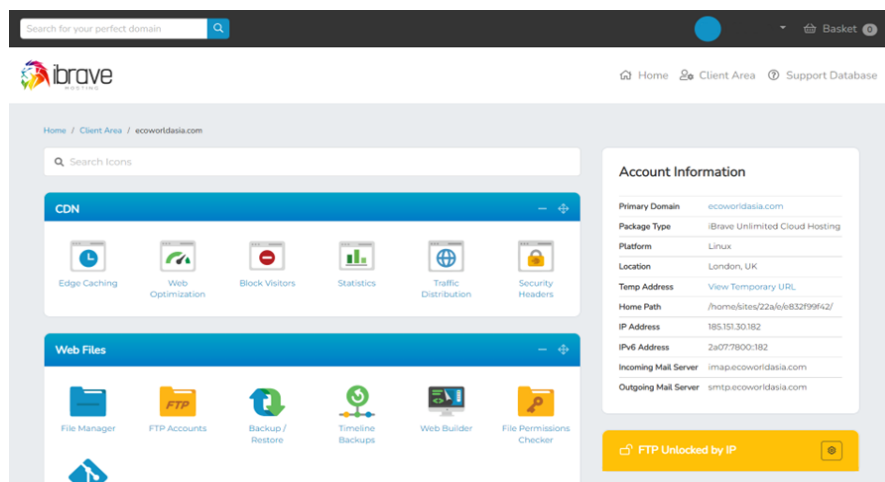 Search for your perfect domain
Basket 0
ibrave
HOSTING
Home
Client Area
Support Database
Home / Client Area / ecoworldasia.com
Search Icons
CDN
Edge Caching
Web
Optimization
Block Visitors
Statistics
Traffic
Distribution
Security
Headers
Web Files
File Manager
FTP
FTP Accounts
Backup /
Restore
Timeline
Backups
Web Builder
File Permissions
Checker
Account Information
Primary Domain ecoworldasia.com
Package Type iBrave Unlimited Cloud Hosting
Platform Linux
Location London, UK
Temp Address View Temporary URL
Home Path /home/sites/22a/e/e832f99f42/
IP Address 185.151.30.182
IPv6 Address 2a07:7800::182
Incoming Mail Server imap.ecoworldasia.com
Outgoing Mail Server smtp.ecoworldasia.com
FTP Unlocked by IP